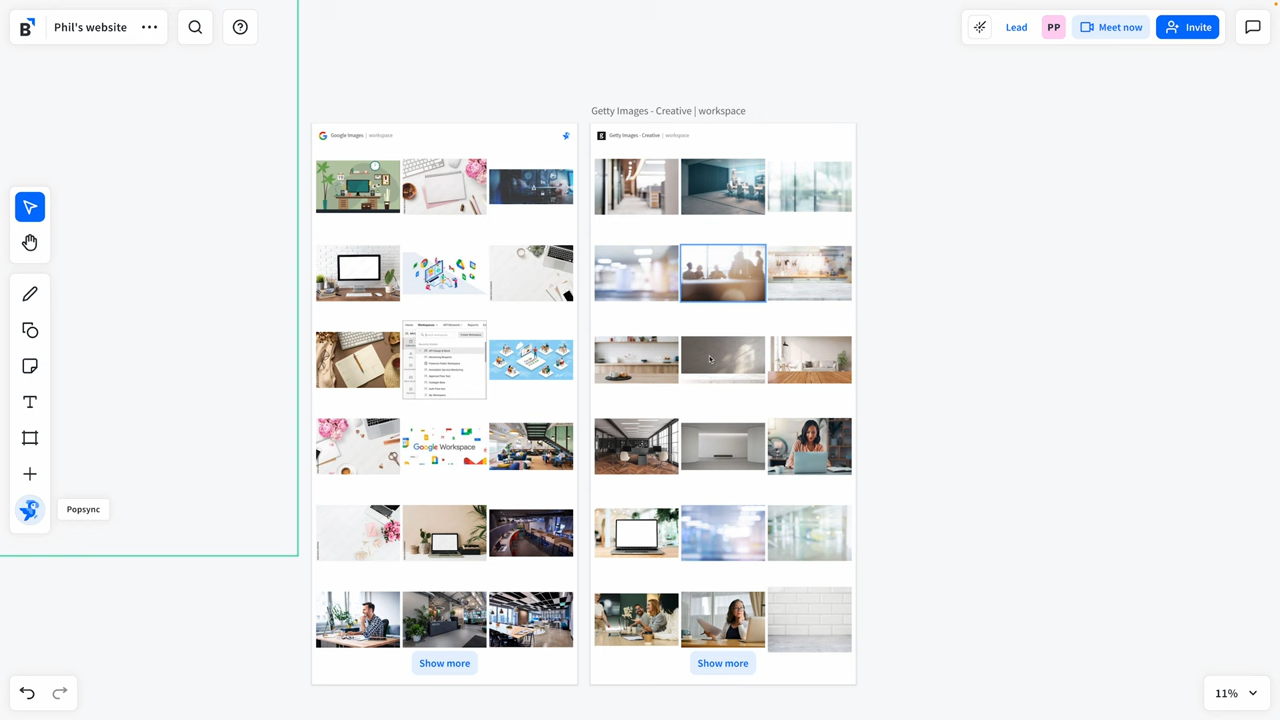 Phil's website
Lead
PP
Meet now
Invite
Getty Images - Creative | workspace
Google Images | workspace
Getty Images - Creative | workspace
Google Workspace
Popsync
Show more
Show more
11%